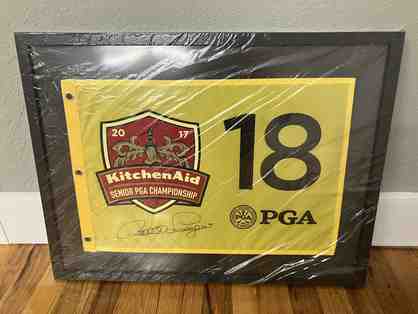 20 17
KitchenAid
SENIOR PGA CHAMPIONSHIP
18
PGA